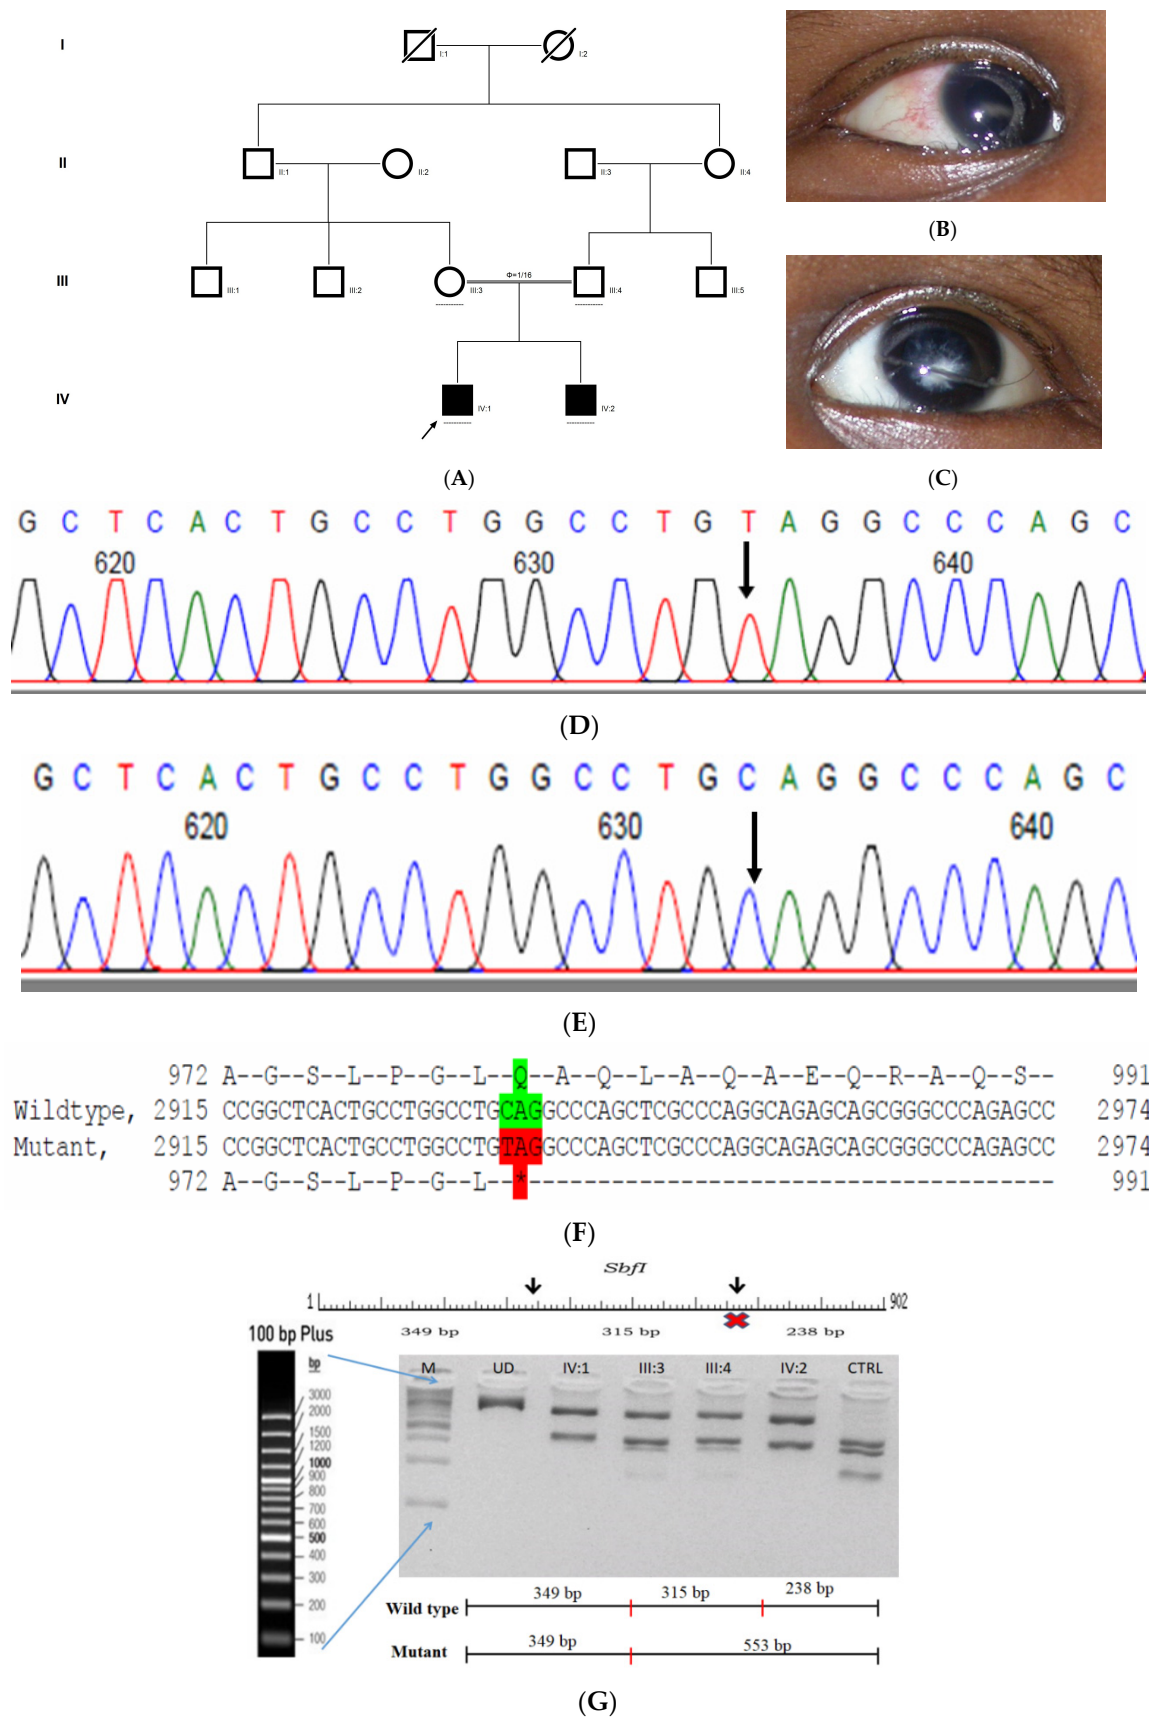 I
I:1
I:2
II
II:1
II:2
II:3
II:4
Φ=1/16
III
III:1
III:2
III:3
III:4
III:5
IV
IV:1
IV:2
(A)
(B)
(C)
G C T C A C T G C C T G G C C T G T A G G C C C A G C
620 630 640
(D)
G C T C A C T G C C T G G C C T G C A G G C C C A G C
620 630 640
(E)
972 A--G--S--L--P--G--L--Q--A--Q--L--A--Q--A--E--Q--R--A--Q--S-- 991
Wildtype, 2915 CCGGCTCACTGCCTGGCCTGCAGGCCCAGCTCGCCCAGGCAGAGCAGCGGGCCCAGAGCC 2974
Mutant, 2915 CCGGCTCACTGCCTGGCCTGTAGGCCCAGCTCGCCCAGGCAGAGCAGCGGGCCCAGAGCC 2974
972 A--G--S--L--P--G--L--*-------------------------------------- 991
(F)
SbfI
1 902
349 bp 315 bp 238 bp
100 bp Plus
bp
3000
2000
1500
1200
1000
900
800
700
600
500
400
300
200
100
M UD IV:1 III:3 III:4 IV:2 CTRL
349 bp 315 bp 238 bp
Wild type
349 bp 553 bp
Mutant
(G)